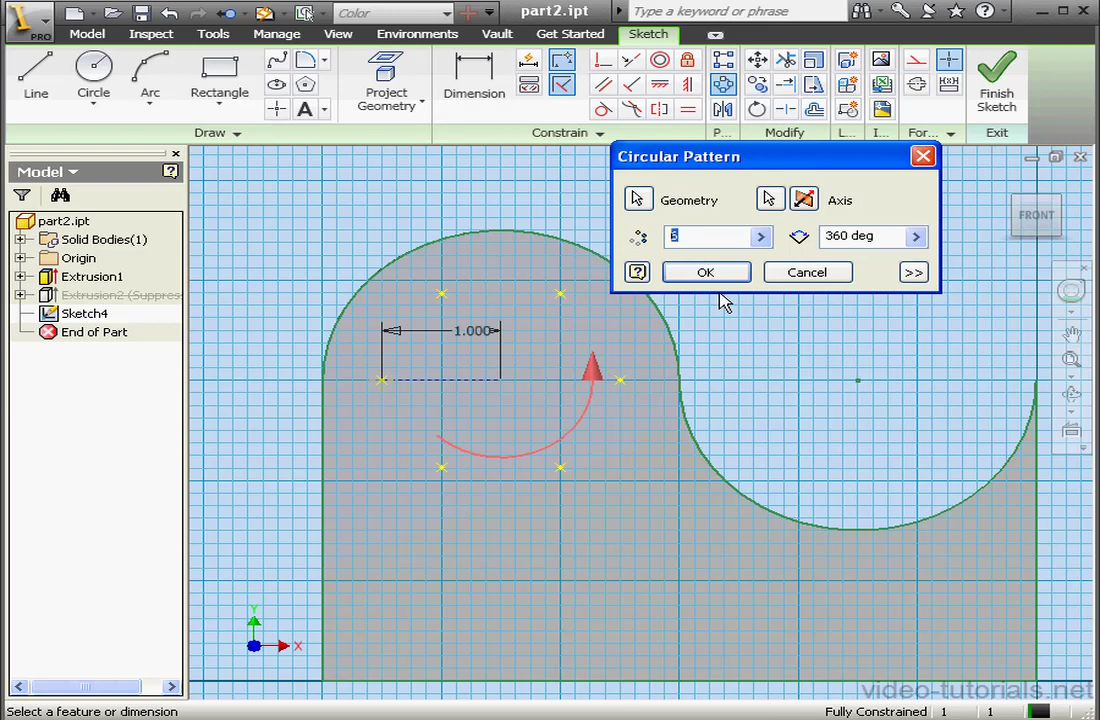 Color
part2.ipt
Type a keyword or phrase
PRO
Model
Inspect
Tools
Manage
View
Environments
Vault
Get Started
Sketch
Line
Circle
Arc
Rectangle
A
Project
Geometry
Dimension
Finish
Sketch
Draw
Constrain
P...
Modify
L...
I...
For...
Exit
Model
part2.ipt
Solid Bodies(1)
Origin
Extrusion1
Extrusion2 (Suppres
Sketch4
End of Part
Circular Pattern
Geometry
Axis
5
360 deg
OK
Cancel
>>
FRONT
1.000
Y
X
video-tutorials.net
Select a feature or dimension
Fully Constrained
1
1